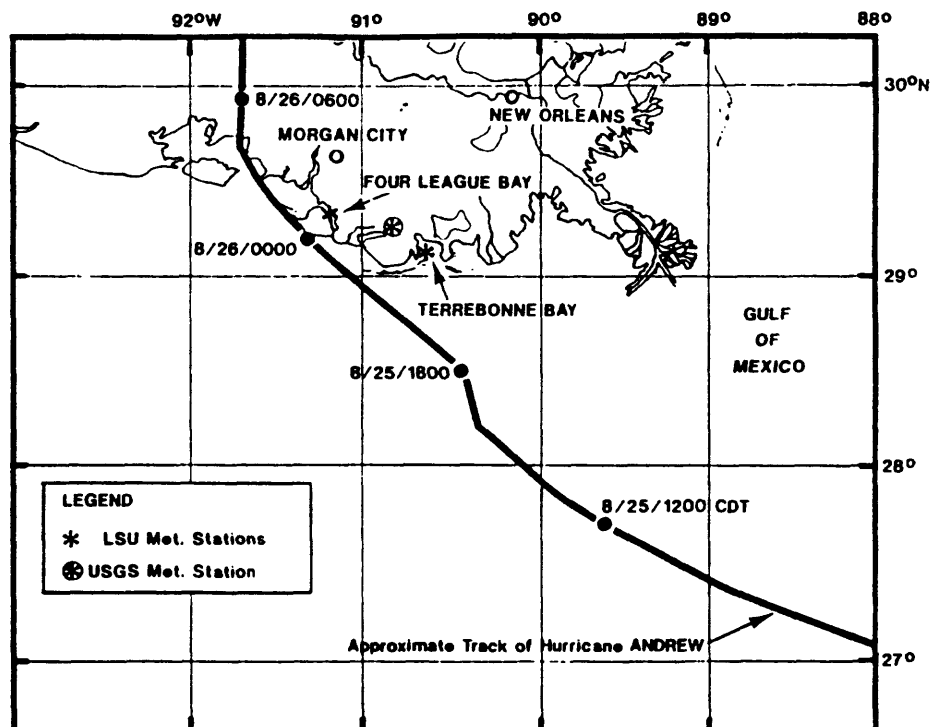 92°W 91° 90° 89° 88°
30°N
8/26/0600
NEW ORLEANS
MORGAN CITY
FOUR LEAGUE BAY
8/26/0000
29°
TERREBONNE BAY
GULF
OF
MEXICO
8/25/1800
28°
LEGEND
LSU Met. Stations
USGS Met. Station
8/25/1200 CDT
Approximate Track of Hurricane ANDREW
27°